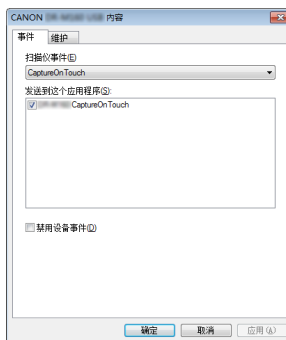 CANON USB 内容
事件 维护
扫描仪事件(E)
CaptureOnTouch
发送到这个应用程序(S):
CaptureOnTouch
禁用设备事件(D)
确定 取消 应用(A)